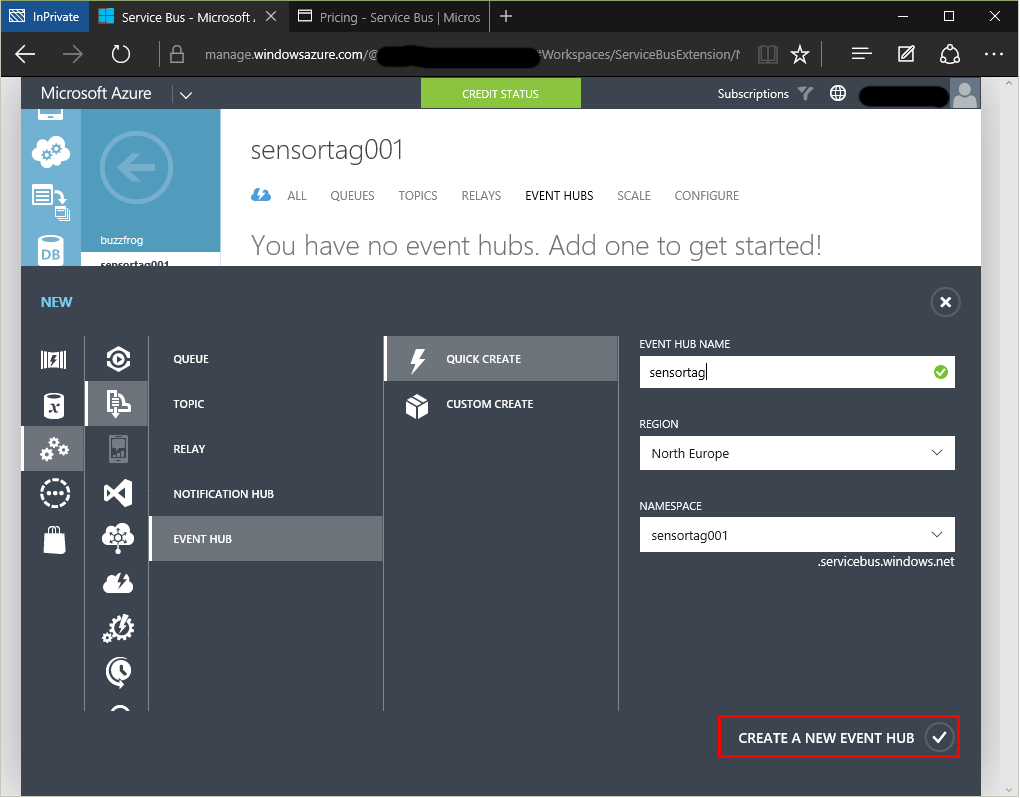 InPrivate
Service Bus - Microsoft A
Pricing - Service Bus | Micros
manage.windowsazure.com/@
#Workspaces/ServiceBusExtension/
Microsoft Azure
CREDIT STATUS
Subscriptions
sensortag001
ALL QUEUES TOPICS RELAYS EVENT HUBS SCALE CONFIGURE
DB
buzzfrog
sensortag001
You have no event hubs. Add one to get started!
NEW
QUEUE
TOPIC
RELAY
NOTIFICATION HUB
EVENT HUB
QUICK CREATE
CUSTOM CREATE
EVENT HUB NAME
sensortag
REGION
North Europe
NAMESPACE
sensortag001
.servicebus.windows.net
CREATE A NEW EVENT HUB